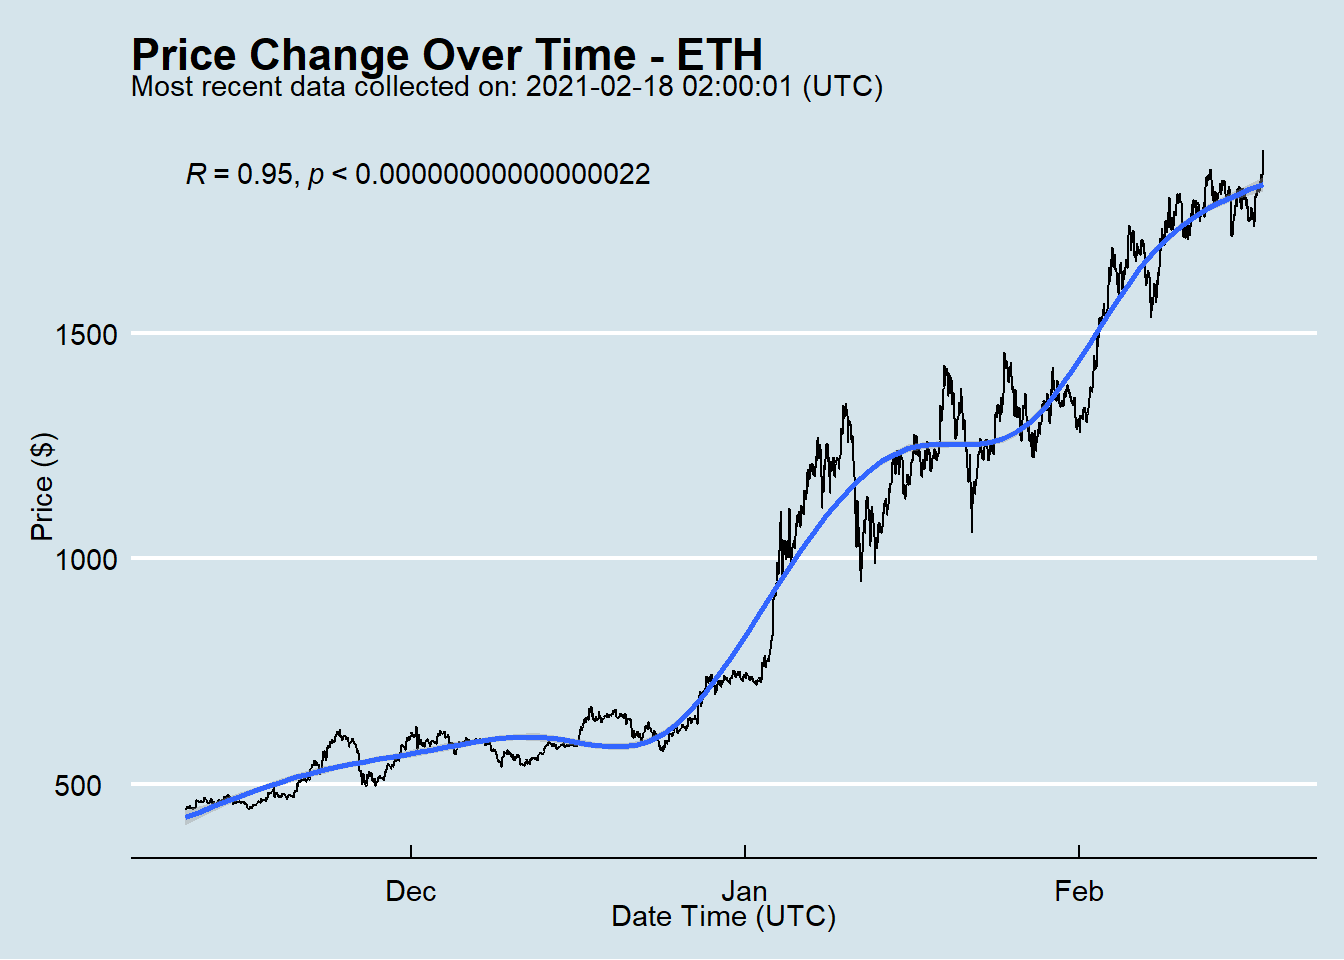 Price Change Over Time - ETH
Most recent data collected on: 2021-02-18 02:00:01 (UTC)
R = 0.95, p < 0.00000000000000022
1500
1000
500
Price ($)
Dec Jan Feb
Date Time (UTC)